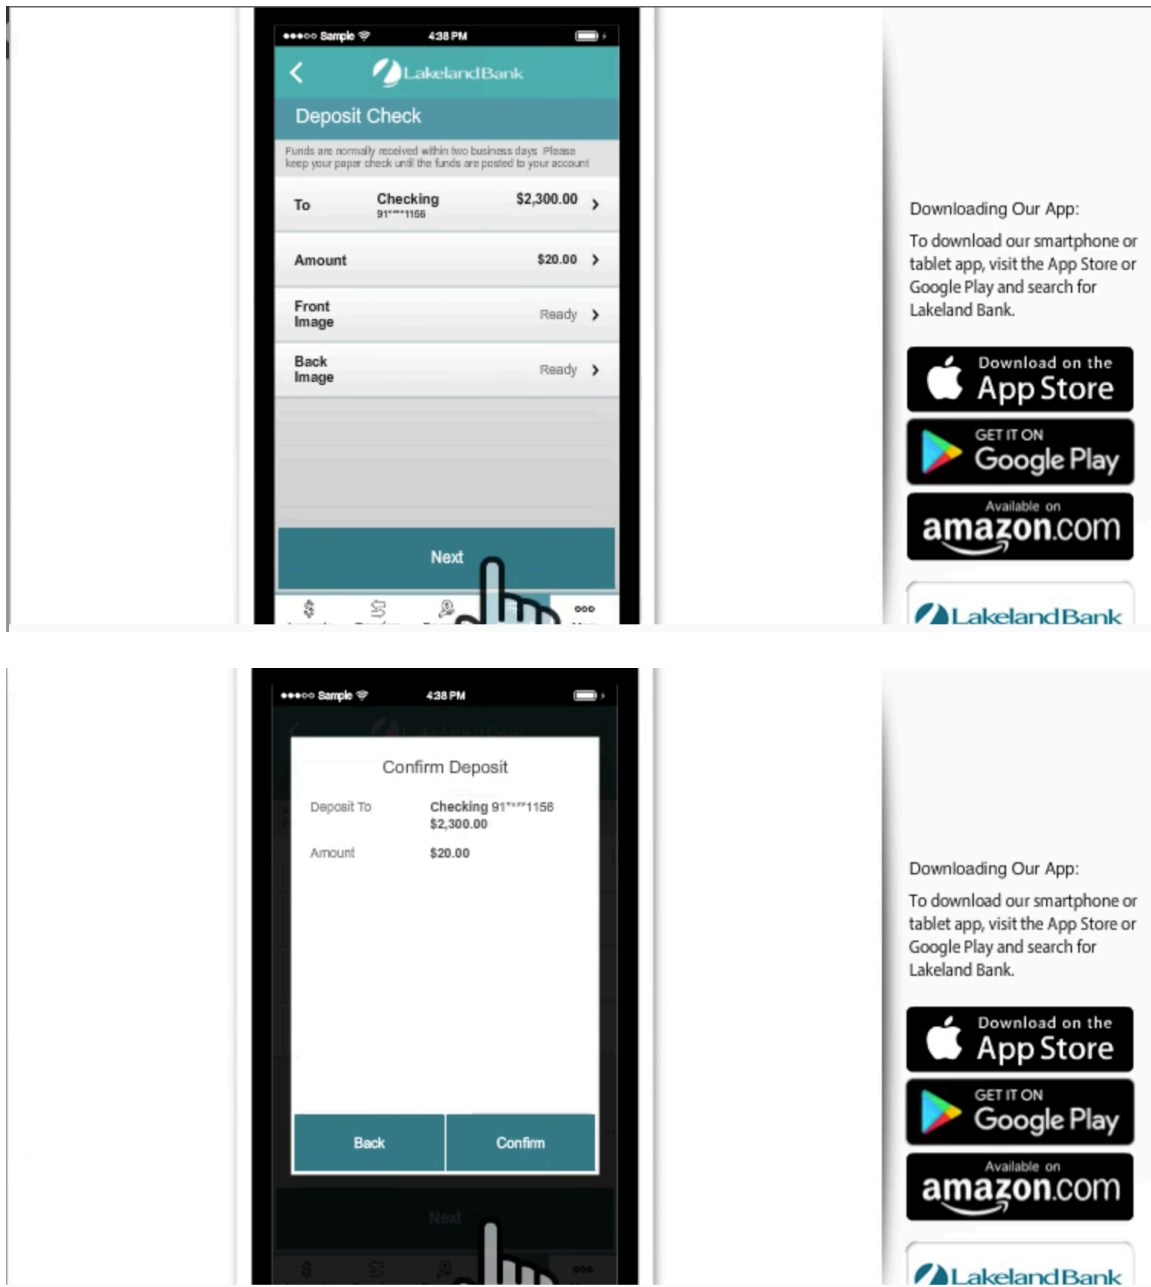 Sample 4:38 PM
LakelandBank
Deposit Check
Funds are normally received within two business days. Please
keep your paper check until the funds are posted to your account
To Checking $2,300.00
91****1156
Amount $20.00
Front
Image Ready
Back
Image Ready
Next
Downloading Our App:
To download our smartphone or
tablet app, visit the App Store or
Google Play and search for
Lakeland Bank.
Download on the
App Store
GET IT ON
Google Play
Available on
amazon.com
LakelandBank
Sample 4:38 PM
Confirm Deposit
Deposit To Checking 91****1156
$2,300.00
Amount $20.00
Back Confirm
Next
Downloading Our App:
To download our smartphone or
tablet app, visit the App Store or
Google Play and search for
Lakeland Bank.
Download on the
App Store
GET IT ON
Google Play
Available on
amazon.com
LakelandBank